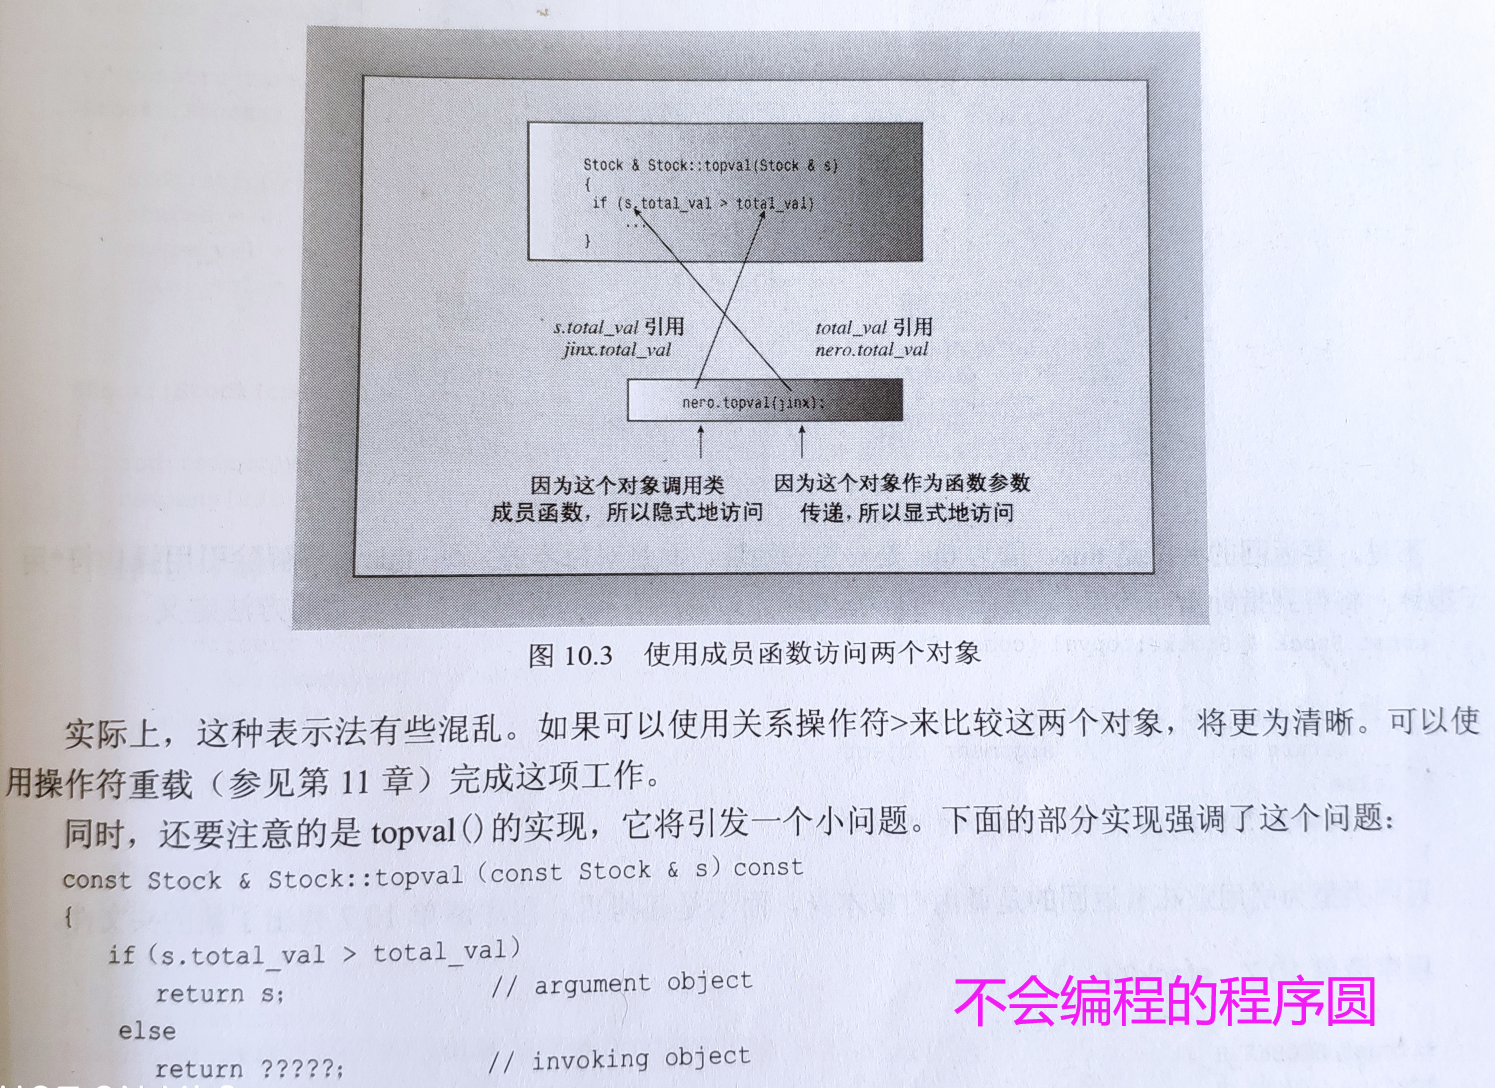 Stock & Stock::topval(Stock & s)
{
if (s.total_val > total_val)
...
}
s.total_val 引用
jinx.total_val
total_val 引用
nero.total_val
nero.topval(jinx);
因为这个对象调用类
成员函数，所以隐式地访问
因为这个对象作为函数参数
传递，所以显式地访问
图 10.3 使用成员函数访问两个对象
实际上，这种表示法有些混乱。如果可以使用关系操作符>来比较这两个对象，将更为清晰。可以使
用操作符重载（参见第 11 章）完成这项工作。
同时，还要注意的是 topval()的实现，它将引发一个小问题。下面的部分实现强调了这个问题：
const Stock & Stock::topval（const Stock & s）const
{
if（s.total_val > total_val）
return s; // argument object
else
return ?????; // invoking object
不会编程的程序圆